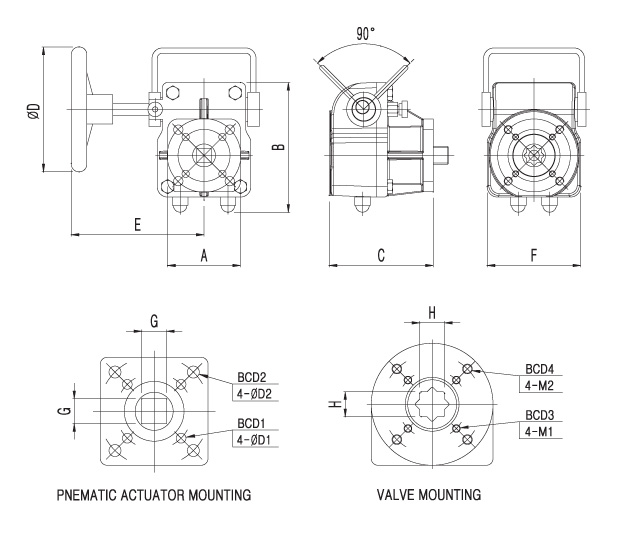 90°
ØD
B
E
A
C
F
G
H
G
BCD2
4-ØD2
BCD1
4-ØD1
H
BCD4
4-M2
BCD3
4-M1
PNEMATIC ACTUATOR MOUNTING
VALVE MOUNTING